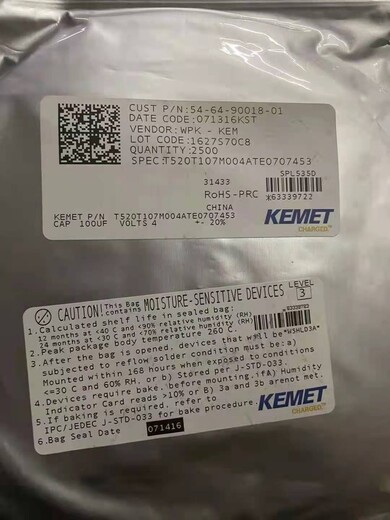 CUST P/N:54-64-90018-01
DATE CODE:071316KST
VENDOR:WPK - KEM
LOT CODE:1627S70C8
QUANTITY:2500
SPEC:T520T107M004ATE0707453
31433 SPL535D
RoHS-PRC *63339722
CHINA
KEMET P/N T520T107M004ATE0707453
CAP 100UF VOLTS 4 +- 20%
KEMET
CHARGED.
CAUTION! This Bag contains MOISTURE-SENSITIVE DEVICES LEVEL 3
1.Calculated shelf life in sealed bag:
12 months at <40 C and <90% relative humidity (RH)
24 months at <30 C and <70% relative humidity (RH)
2.Peak package body temperature 260 C.
3.After the bag is opened, devices that will be *W3HLD3A*
subjected to reflow solder condition must be: a)
Mounted within 168 hours when exposed to conditions
<=30 C and 60% RH. or b) Stored per J-STD-033.
4.Devices require bake, before mounting, if:A) Humidity
Indicator Card reads >10% or B) 3a and 3b are not met.
5.If baking is required, refer to
IPC/JEDEC J-STD-033 for bake procedure.
6.Bag Seal Date 071416
KEMET
CHARGED.